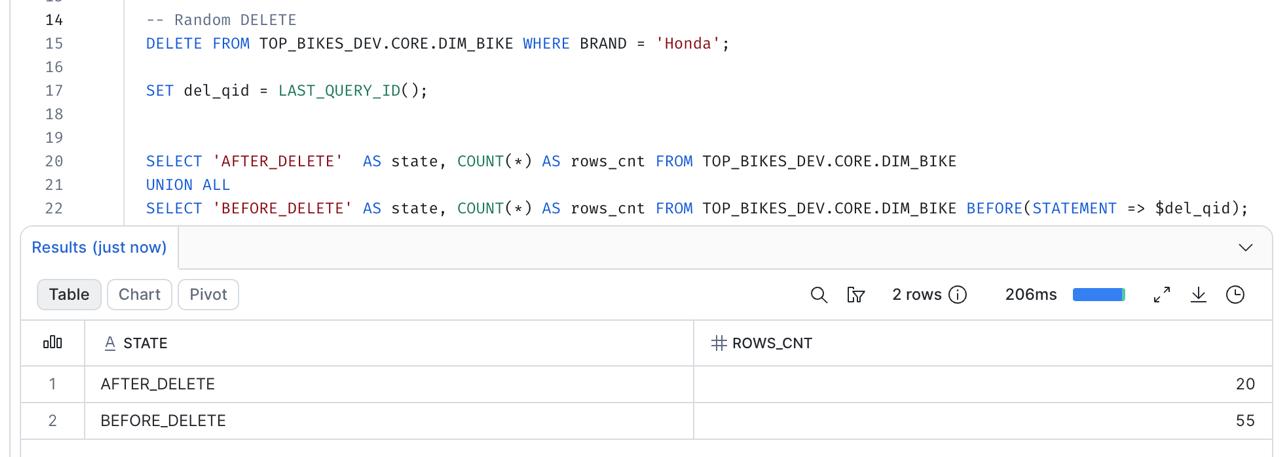 14 -- Random DELETE
15 DELETE FROM TOP_BIKES_DEV.CORE.DIM_BIKE WHERE BRAND = 'Honda';
16
17 SET del_qid = LAST_QUERY_ID();
18
19
20 SELECT 'AFTER_DELETE'  AS state, COUNT(*) AS rows_cnt FROM TOP_BIKES_DEV.CORE.DIM_BIKE
21 UNION ALL
22 SELECT 'BEFORE_DELETE' AS state, COUNT(*) AS rows_cnt FROM TOP_BIKES_DEV.CORE.DIM_BIKE BEFORE(STATEMENT => $del_qid);
Results (just now)
Table Chart Pivot 2 rows 206ms
A STATE # ROWS_CNT
1 AFTER_DELETE 20
2 BEFORE_DELETE 55